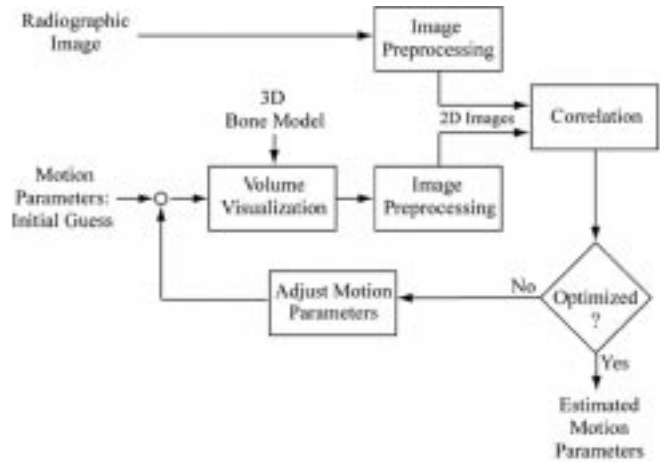 Radiographic
Image
Image
Preprocessing
3D
Bone Model
2D Images
Correlation
Motion
Parameters:
Initial Guess
Volume
Visualization
Image
Preprocessing
Adjust Motion
Parameters
No
Optimized
?
Yes
Estimated
Motion
Parameters